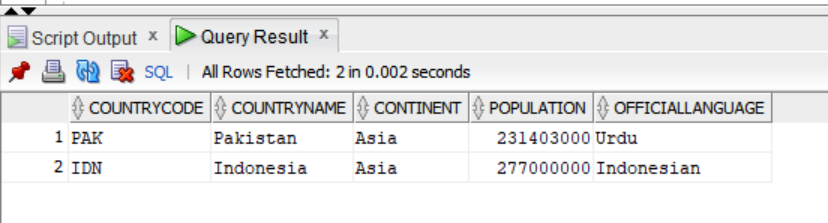 Script Output × Query Result ×
SQL | All Rows Fetched: 2 in 0.002 seconds
COUNTRYCODE COUNTRYNAME CONTINENT POPULATION OFFICIALLANGUAGE
1 PAK Pakistan Asia 231403000 Urdu
2 IDN Indonesia Asia 277000000 Indonesian